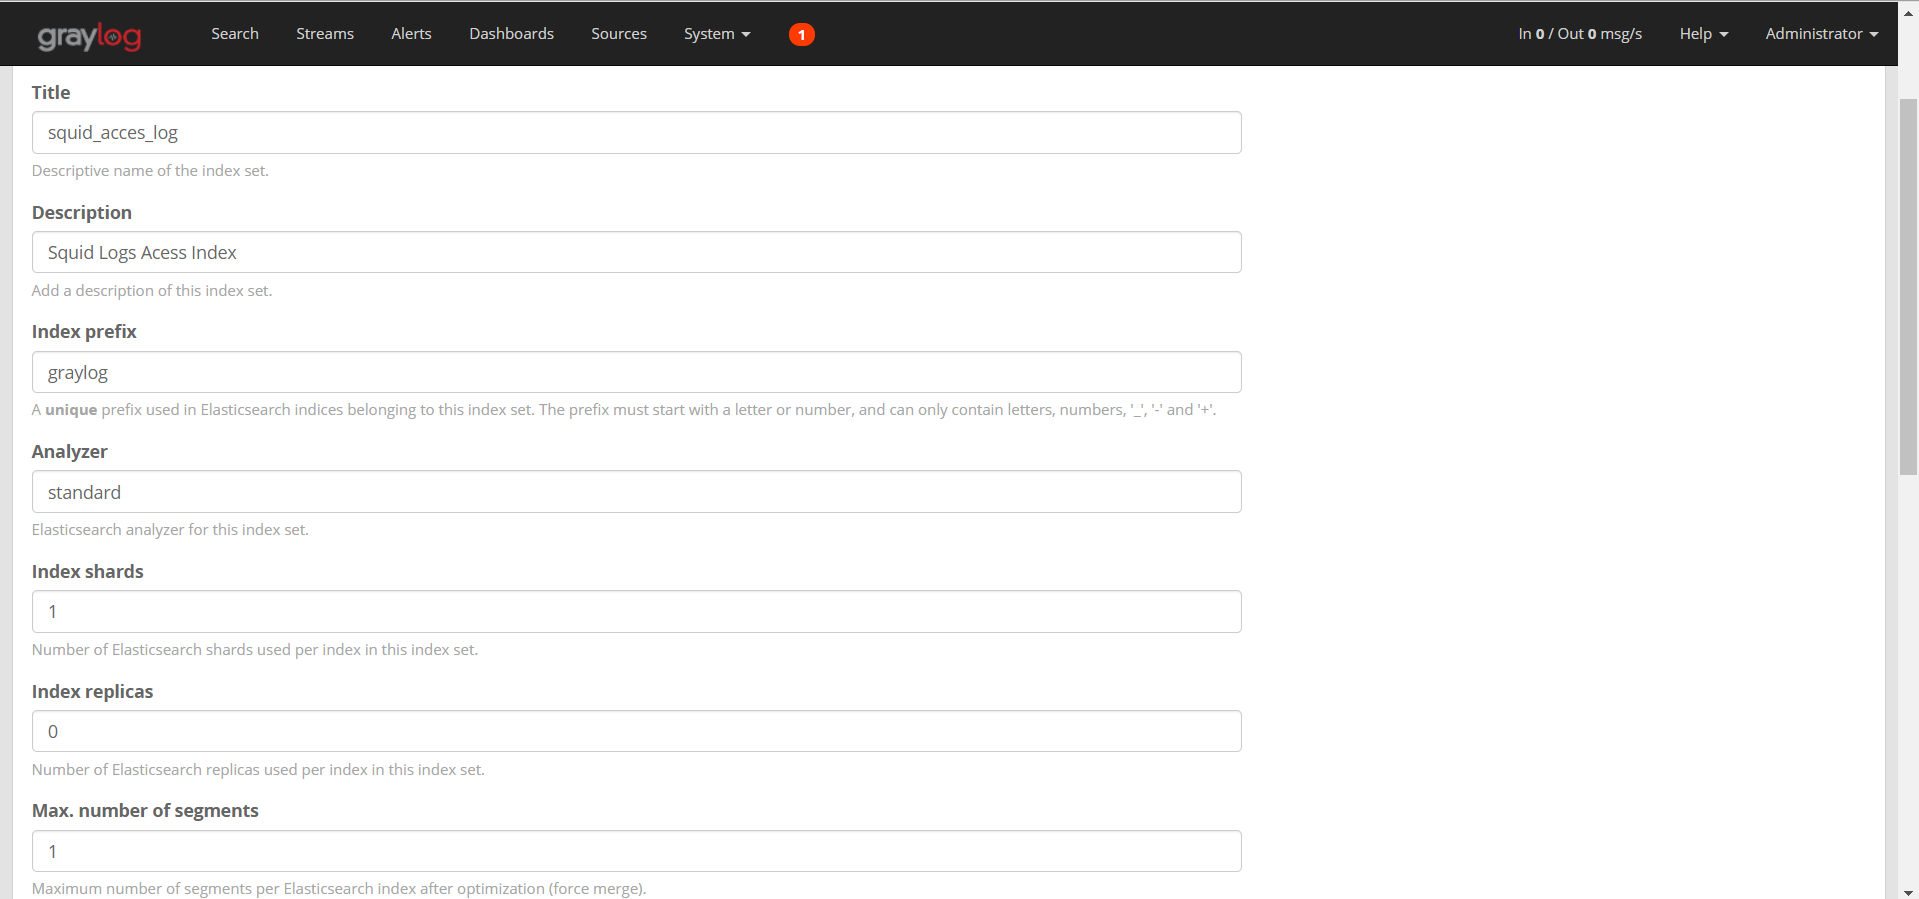 graylog Search Streams Alerts Dashboards Sources System 1 In 0 / Out 0 msg/s Help Administrator
Title
squid_acces_log
Descriptive name of the index set.
Description
Squid Logs Acess Index
Add a description of this index set.
Index prefix
graylog
A unique prefix used in Elasticsearch indices belonging to this index set. The prefix must start with a letter or number, and can only contain letters, numbers, '_', '-' and '+'.
Analyzer
standard
Elasticsearch analyzer for this index set.
Index shards
1
Number of Elasticsearch shards used per index in this index set.
Index replicas
0
Number of Elasticsearch replicas used per index in this index set.
Max. number of segments
1
Maximum number of segments per Elasticsearch index after optimization (force merge).